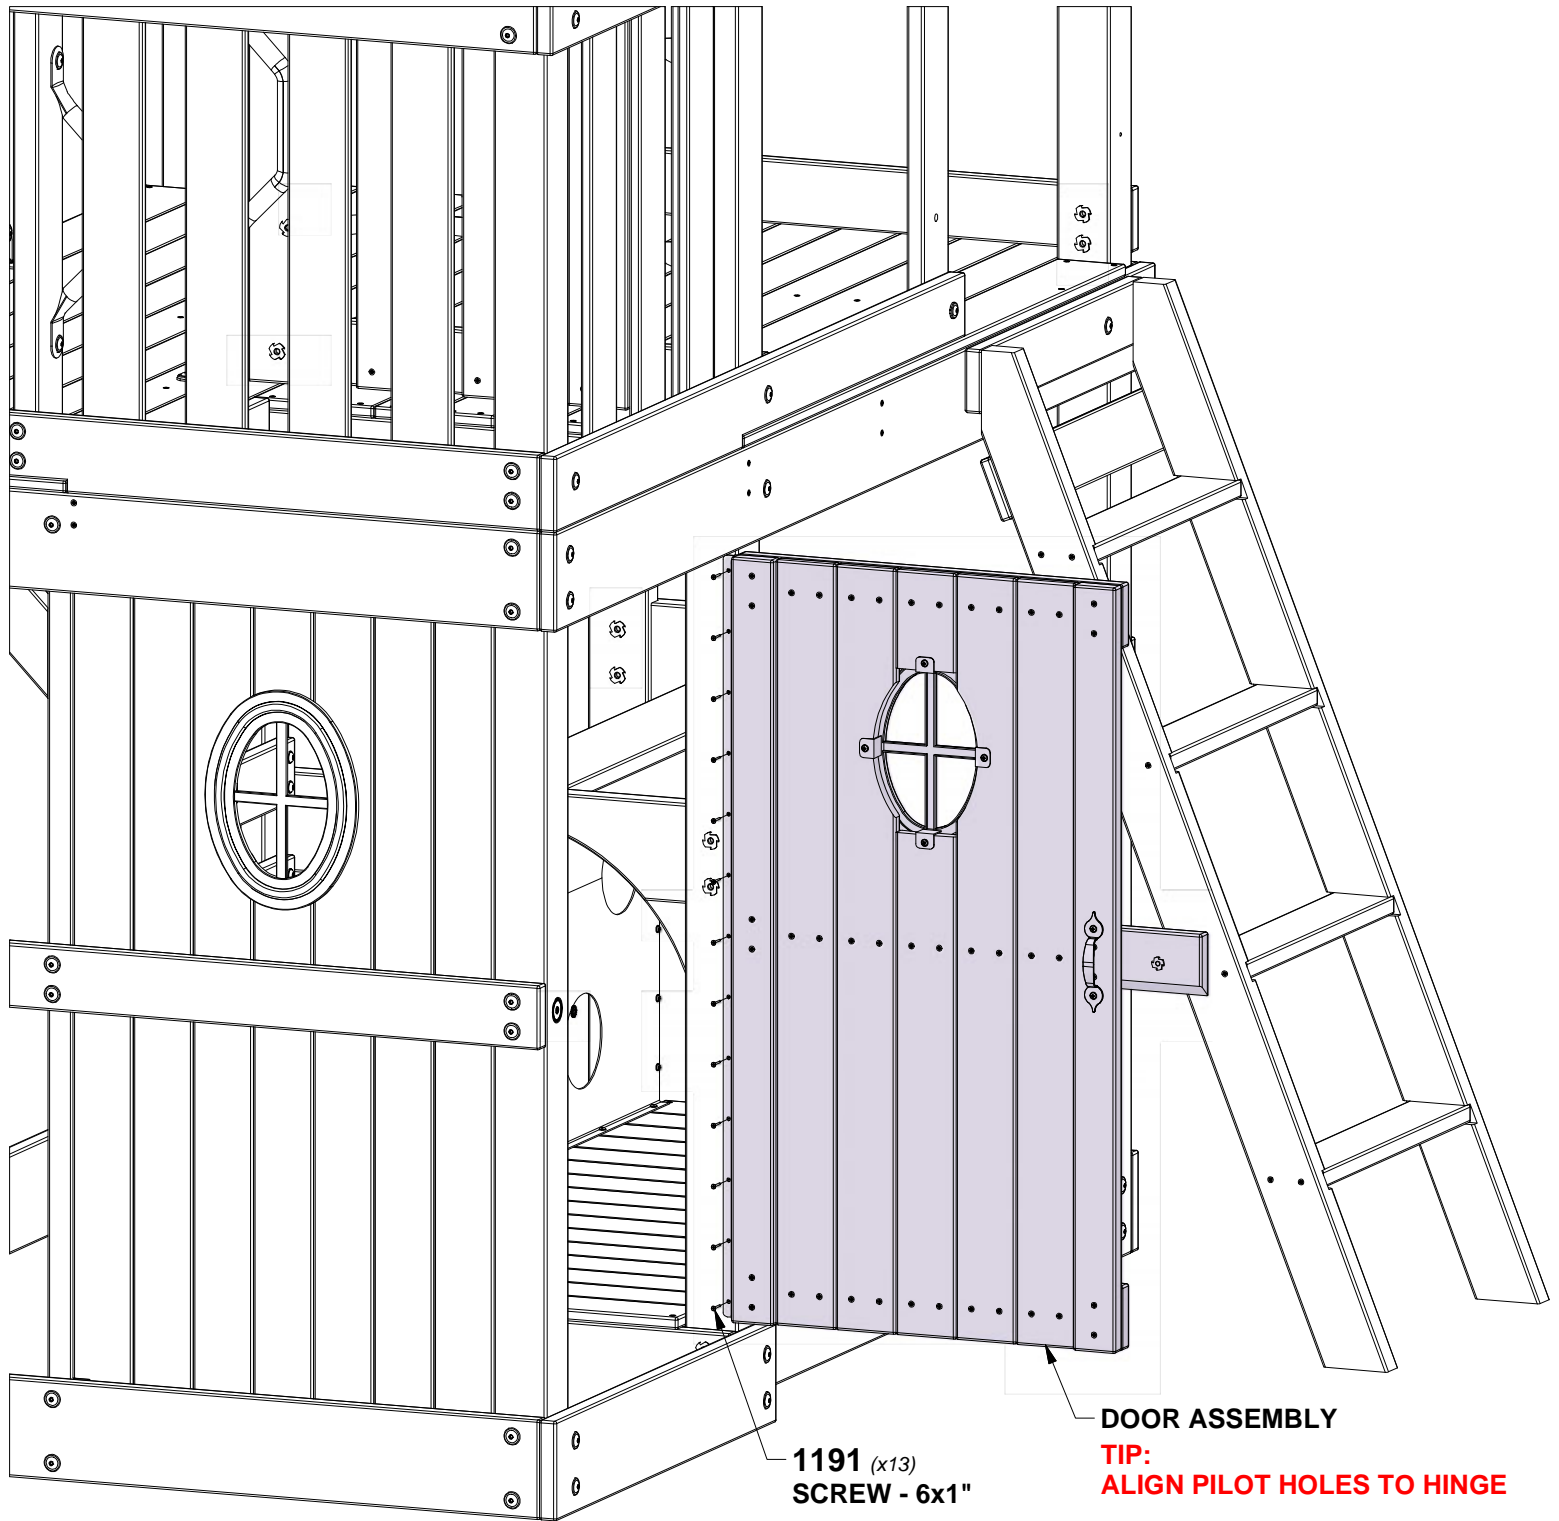 1191 (x13)
SCREW - 6x1"
DOOR ASSEMBLY
TIP:
ALIGN PILOT HOLES TO HINGE